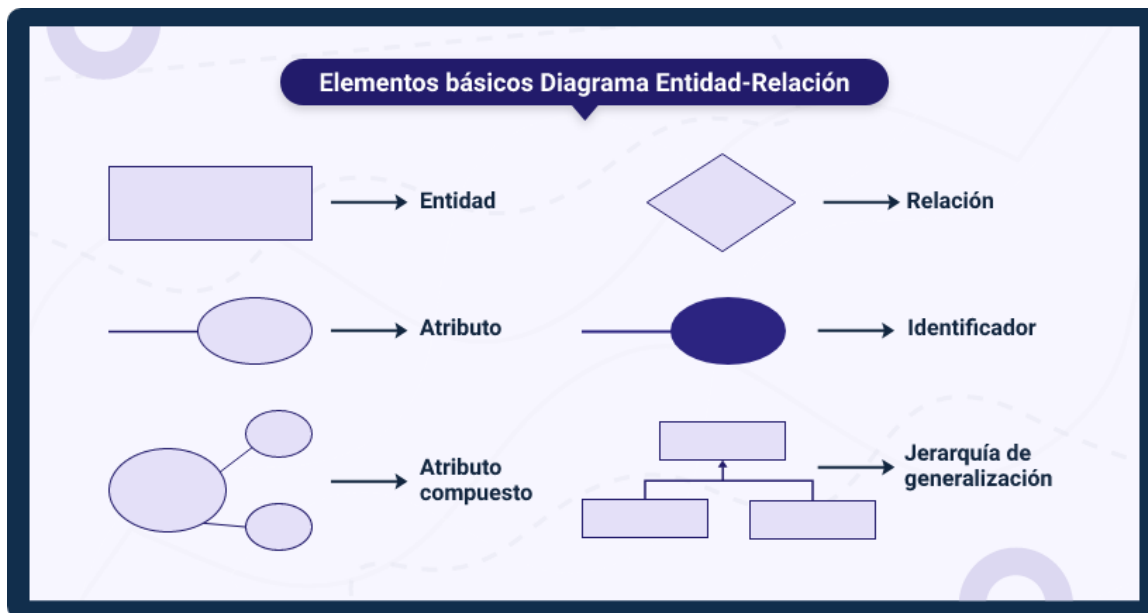 Elementos básicos Diagrama Entidad-Relación
Entidad
Relación
Atributo
Identificador
Atributo
compuesto
Jerarquía de
generalización